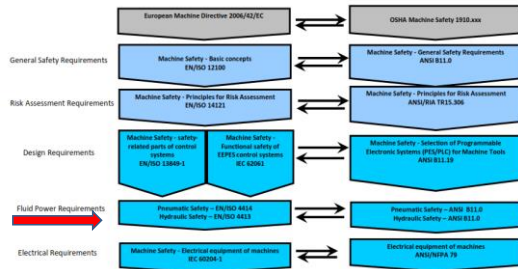 European Machine Directive 2006/42/EC
OSHA Machine Safety 1910.xxx
General Safety Requirements
Machine Safety - Basic concepts
EN/ISO 12100
Machine Safety - General Safety Requirements
ANSI B11.0
Risk Assessment Requirements
Machine Safety - Principles for Risk Assessment
EN/ISO 14121
Machine Safety - Principles for Risk Assessment
ANSI/RIA TR15.306
Design Requirements
Machine Safety - safety-
related parts of control
systems
EN/ISO 13849-1
Machine Safety -
Functional safety of
EEPES control systems
IEC 62061
Machine Safety - Selection of Programmable
Electronic Systems (PES/PLC) for Machine Tools
ANSI B11.19
Fluid Power Requirements
Pneumatic Safety – EN/ISO 4414
Hydraulic Safety – EN/ISO 4413
Pneumatic Safety – ANSI B11.0
Hydraulic Safety – ANSI B11.0
Electrical Requirements
Machine Safety - Electrical equipment of machines
IEC 60204-1
Electrical equipment of machines
ANSI/NFPA 79